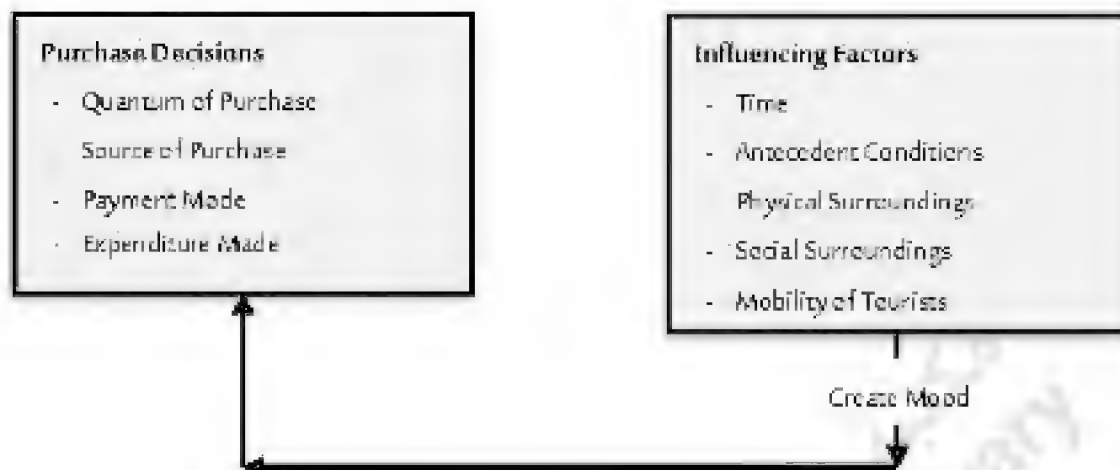 Purchase Decisions
- Quantum of Purchase
Source of Purchase
- Payment Mode
- Expenditure Made
Influencing Factors
- Time
- Antecedent Conditions
Physical Surroundings
- Social Surroundings
- Mobility of Tourists
Create Mood